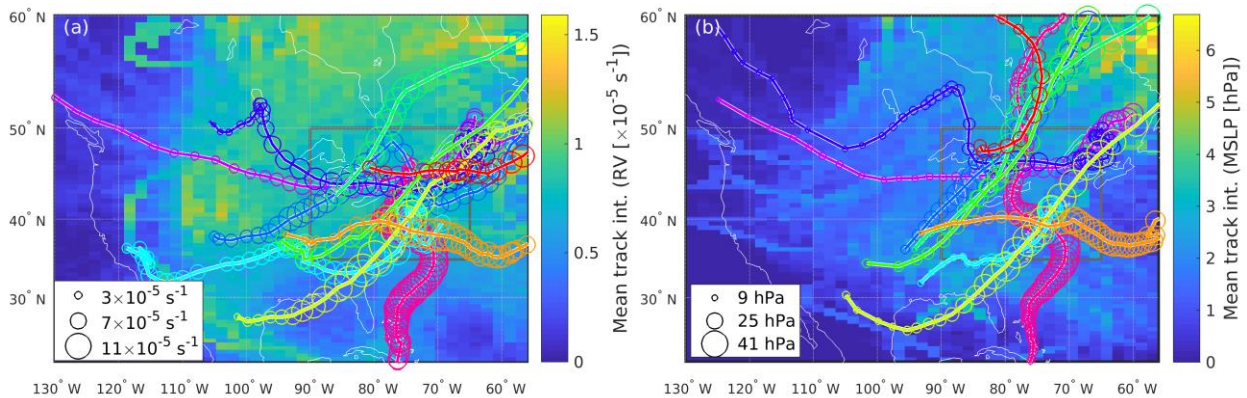 (a)
60° N
50° N
40° N
30° N
130° W
120° W
110° W
100° W
90° W
80° W
70° W
60° W
3×10⁻⁵ s⁻¹
7×10⁻⁵ s⁻¹
11×10⁻⁵ s⁻¹
1.5
1
0.5
0
Mean track int. (RV [×10⁻⁵ s⁻¹])
(b)
60° N
50° N
40° N
30° N
130° W
120° W
110° W
100° W
90° W
80° W
70° W
60° W
9 hPa
25 hPa
41 hPa
6
5
4
3
2
1
0
Mean track int. (MSLP [hPa])